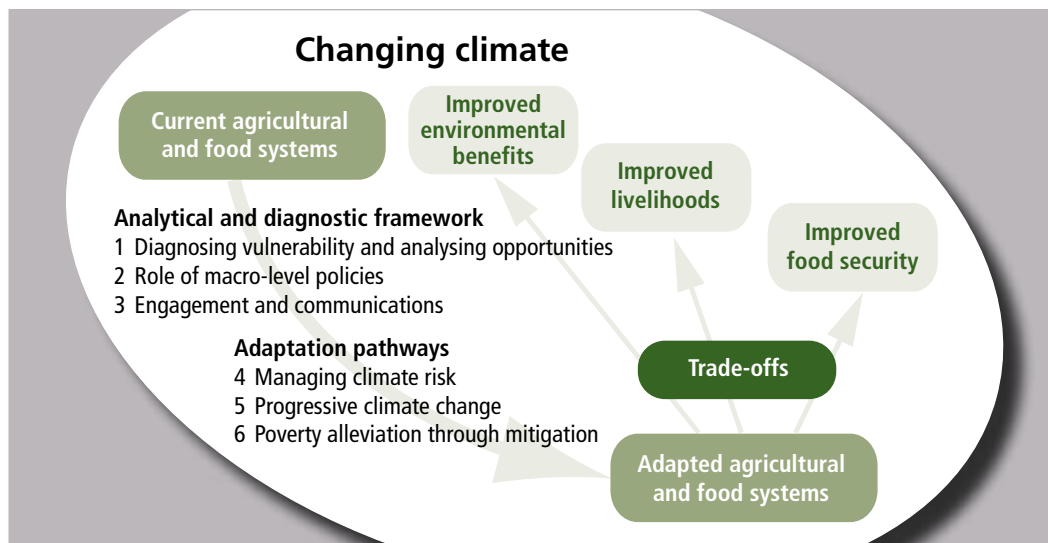 Changing climate
Current agricultural
and food systems
Improved
environmental
benefits
Improved
livelihoods
Improved
food security
Analytical and diagnostic framework
1 Diagnosing vulnerability and analysing opportunities
2 Role of macro-level policies
3 Engagement and communications
Adaptation pathways
4 Managing climate risk
5 Progressive climate change
6 Poverty alleviation through mitigation
Trade-offs
Adapted agricultural
and food systems